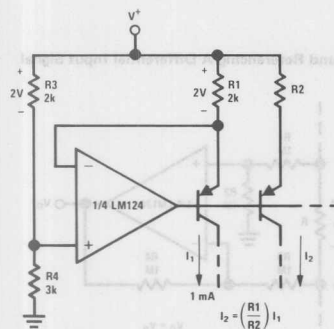 V⁺
+
R3
2k
2V
−
+
R1
2k
2V
−
R2
−
1/4 LM124
+
I₁
I₂
1 mA
R4
3k
I₂ = (R1/R2) I₁